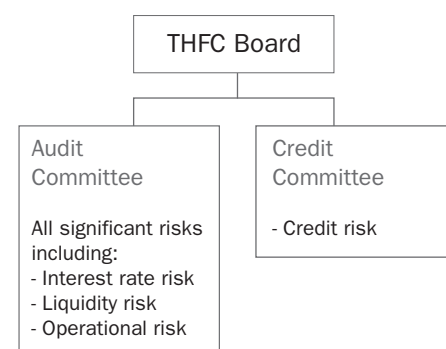 THFC Board
Audit
Committee
All significant risks
including:
- Interest rate risk
- Liquidity risk
- Operational risk
Credit
Committee
- Credit risk